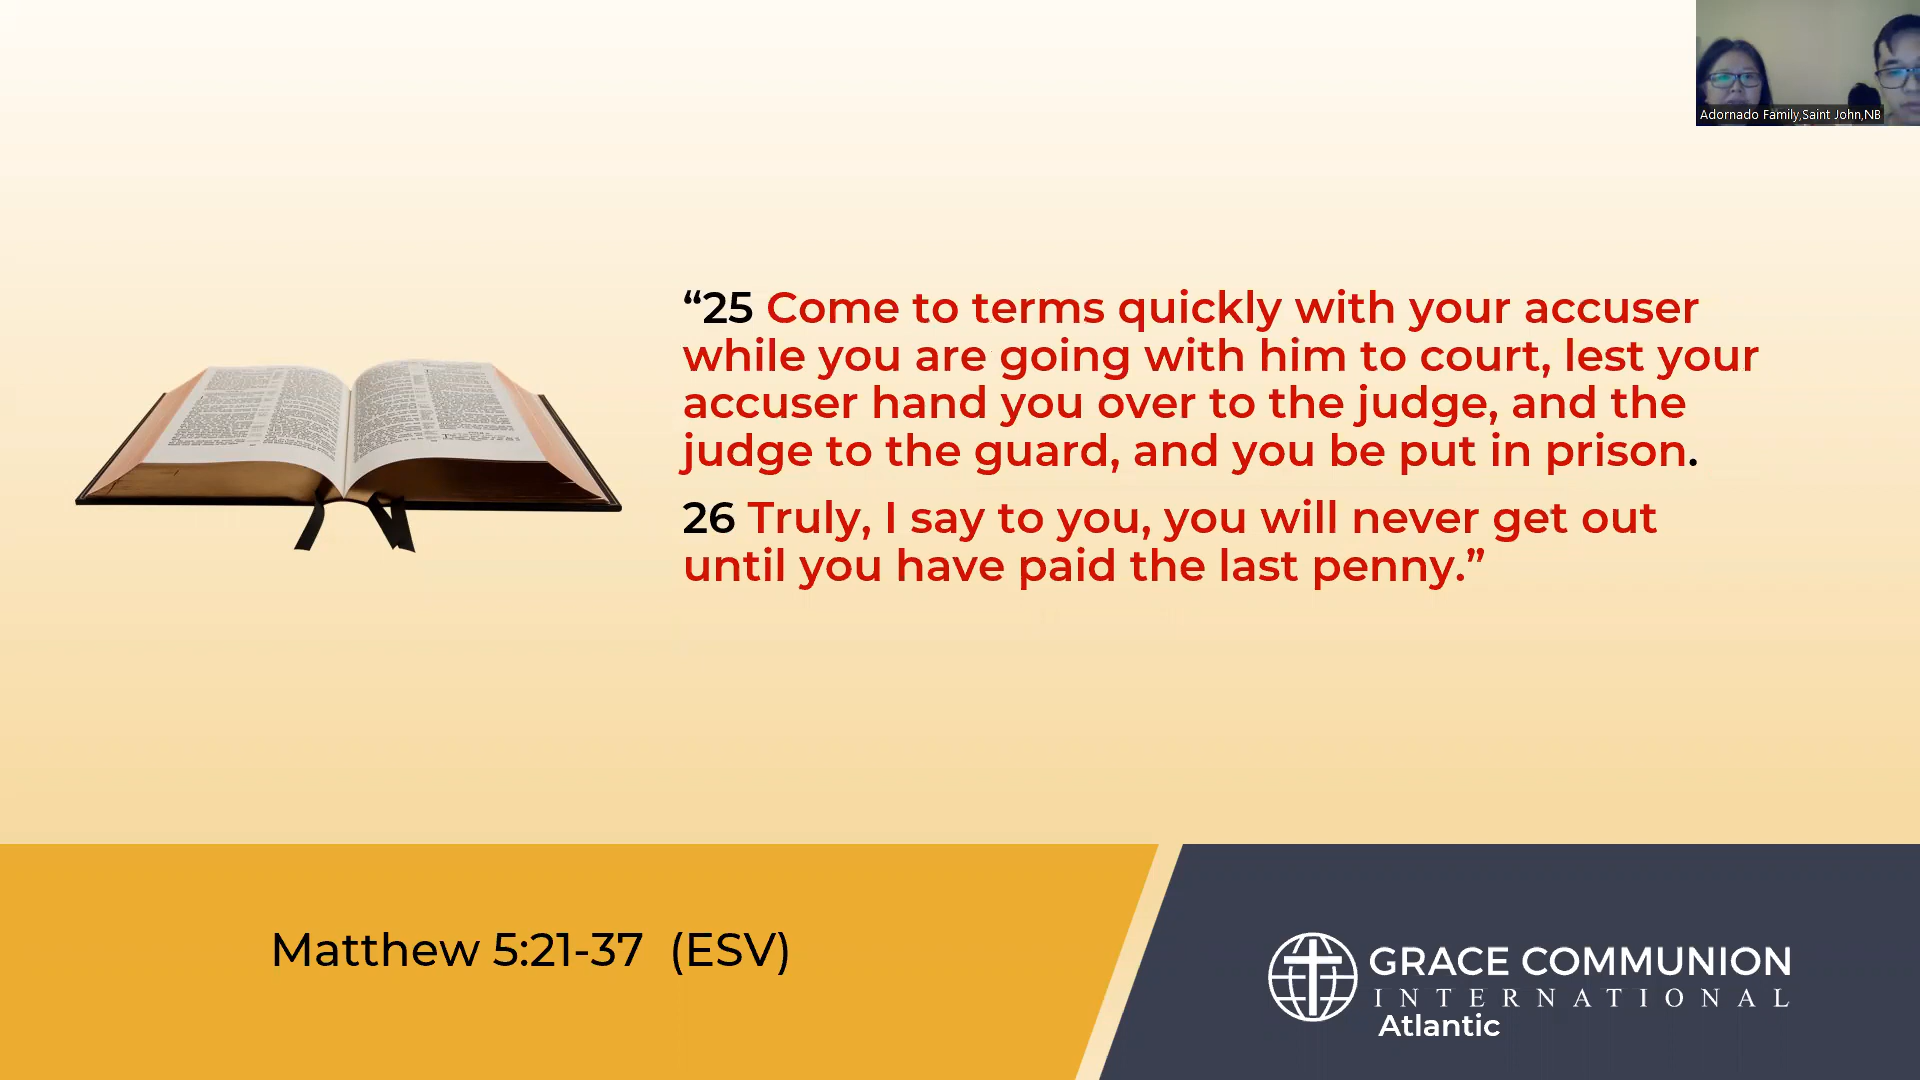 Adornado Family,Saint John,NB
“25 Come to terms quickly with your accuser
while you are going with him to court, lest your
accuser hand you over to the judge, and the
judge to the guard, and you be put in prison.
26 Truly, I say to you, you will never get out
until you have paid the last penny.”
Matthew 5:21-37 (ESV)
GRACE COMMUNION
INTERNATIONAL
Atlantic